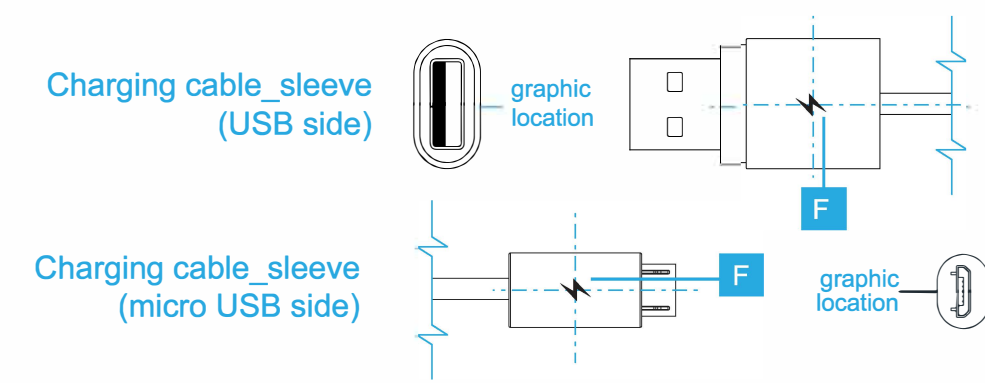 Charging cable_sleeve
(USB side)
graphic
location
F
Charging cable_sleeve
(micro USB side)
F
graphic
location